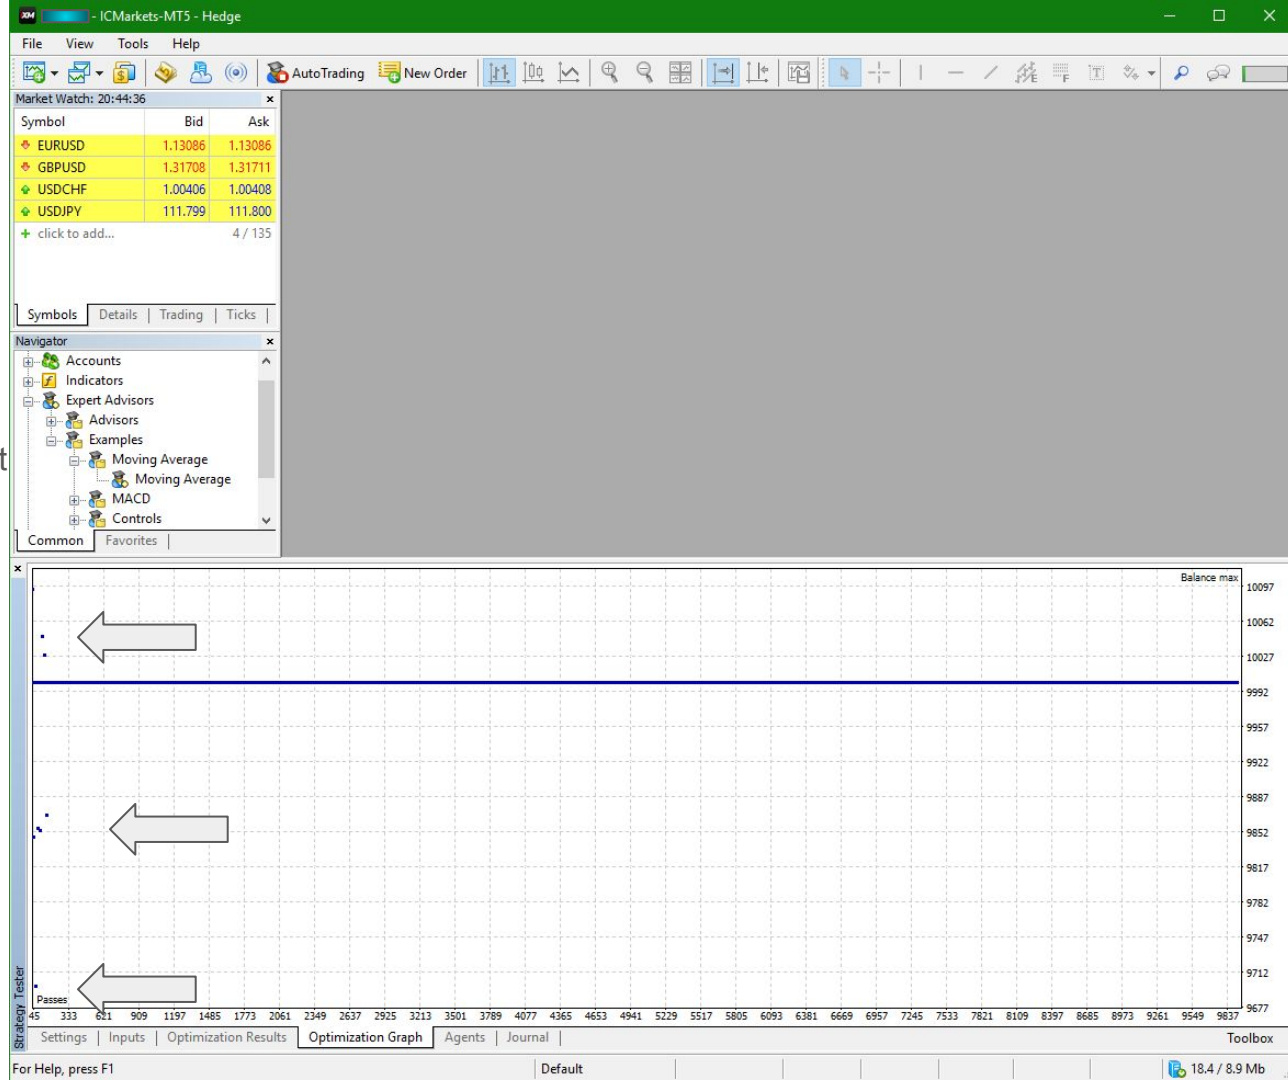 XM - ICMarkets-MT5 - Hedge
File View Tools Help
AutoTrading New Order
Market Watch: 20:44:36
Symbol Bid Ask
EURUSD 1.13086 1.13086
GBPUSD 1.31708 1.31711
USDCHF 1.00406 1.00408
USDJPY 111.799 111.800
click to add... 4 / 135
Symbols Details Trading Ticks
Navigator
Accounts
Indicators
Expert Advisors
Advisors
Examples
t
Moving Average
Moving Average
MACD
Controls
Common Favorites
Balance max
10097
10062
10027
9992
9957
9922
9887
9852
9817
9782
9747
9712
9677
Passes
45 333 621 909 1197 1485 1773 2061 2349 2637 2925 3213 3501 3789 4077 4365 4653 4941 5229 5517 5805 6093 6381 6669 6957 7245 7533 7821 8109 8397 8685 8973 9261 9549 9837
Strategy Tester
Settings Inputs Optimization Results Optimization Graph Agents Journal Toolbox
For Help, press F1 Default 18.4 / 8.9 Mb